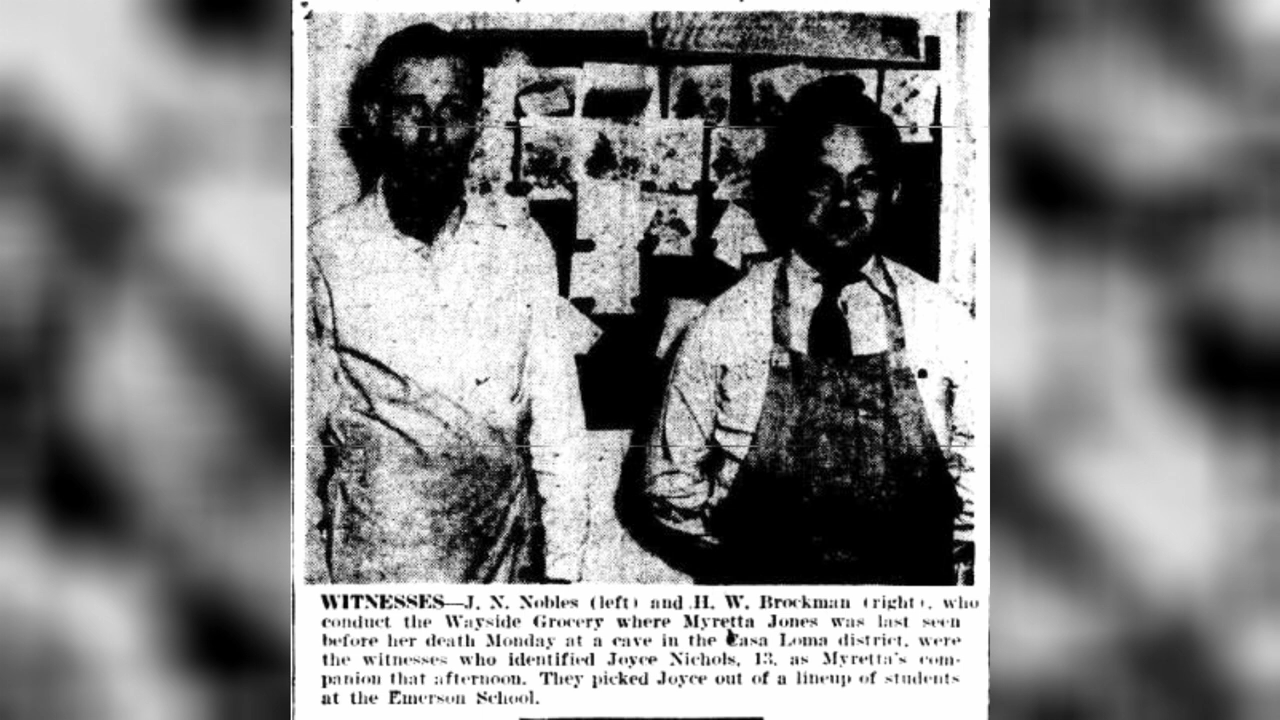 WITNESSES—J. N. Nobles (left) and H. W. Brockman (right), who
conduct the Wayside Grocery where Myretta Jones was last seen
before her death Monday at a cave in the Casa Loma district, were
the witnesses who identified Joyce Nichols, 13, as Myretta's com-
panion that afternoon. They picked Joyce out of a lineup of students
at the Emerson School.